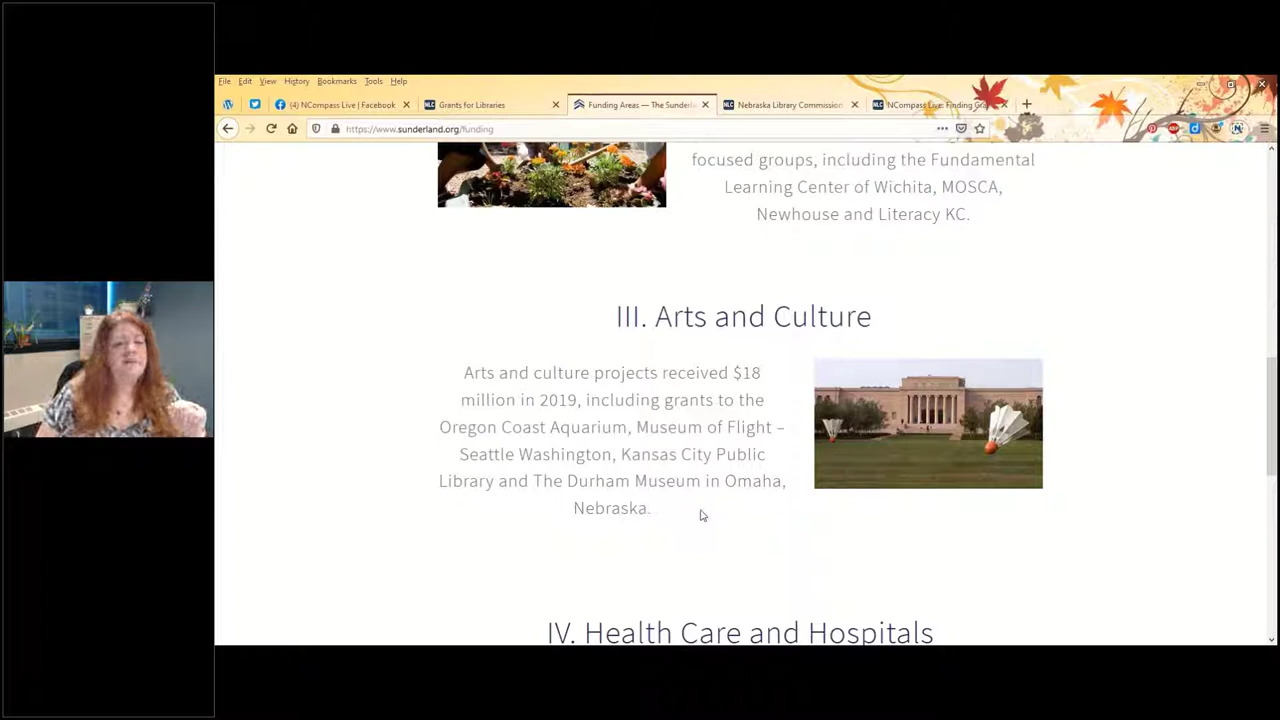 File Edit View History Bookmarks Tools Help
(4) NCompass Live | Facebook
Grants for Libraries
Funding Areas — The Sunderla
Nebraska Library Commission
NCompass Live: Finding Gra
https://www.sunderland.org/funding
focused groups, including the Fundamental
Learning Center of Wichita, MOSCA,
Newhouse and Literacy KC.
III. Arts and Culture
Arts and culture projects received $18
million in 2019, including grants to the
Oregon Coast Aquarium, Museum of Flight –
Seattle Washington, Kansas City Public
Library and The Durham Museum in Omaha,
Nebraska.
IV. Health Care and Hospitals